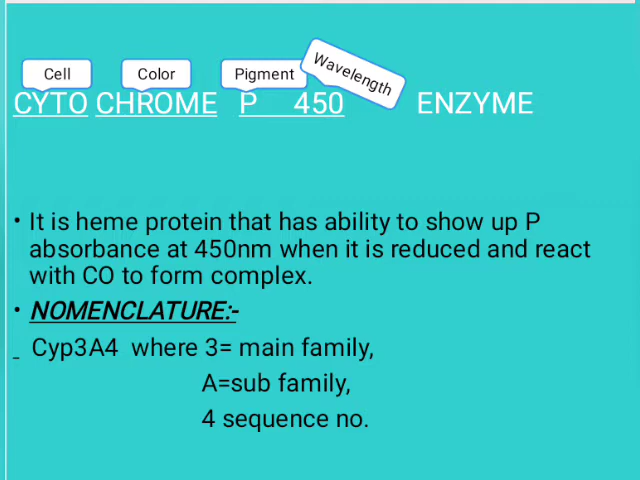 Cell Color Pigment Wavelength
CYTO CHROME P 450 ENZYME
• It is heme protein that has ability to show up P
absorbance at 450nm when it is reduced and react
with CO to form complex.
• NOMENCLATURE:-
_ Cyp3A4 where 3= main family,
A=sub family,
4 sequence no.